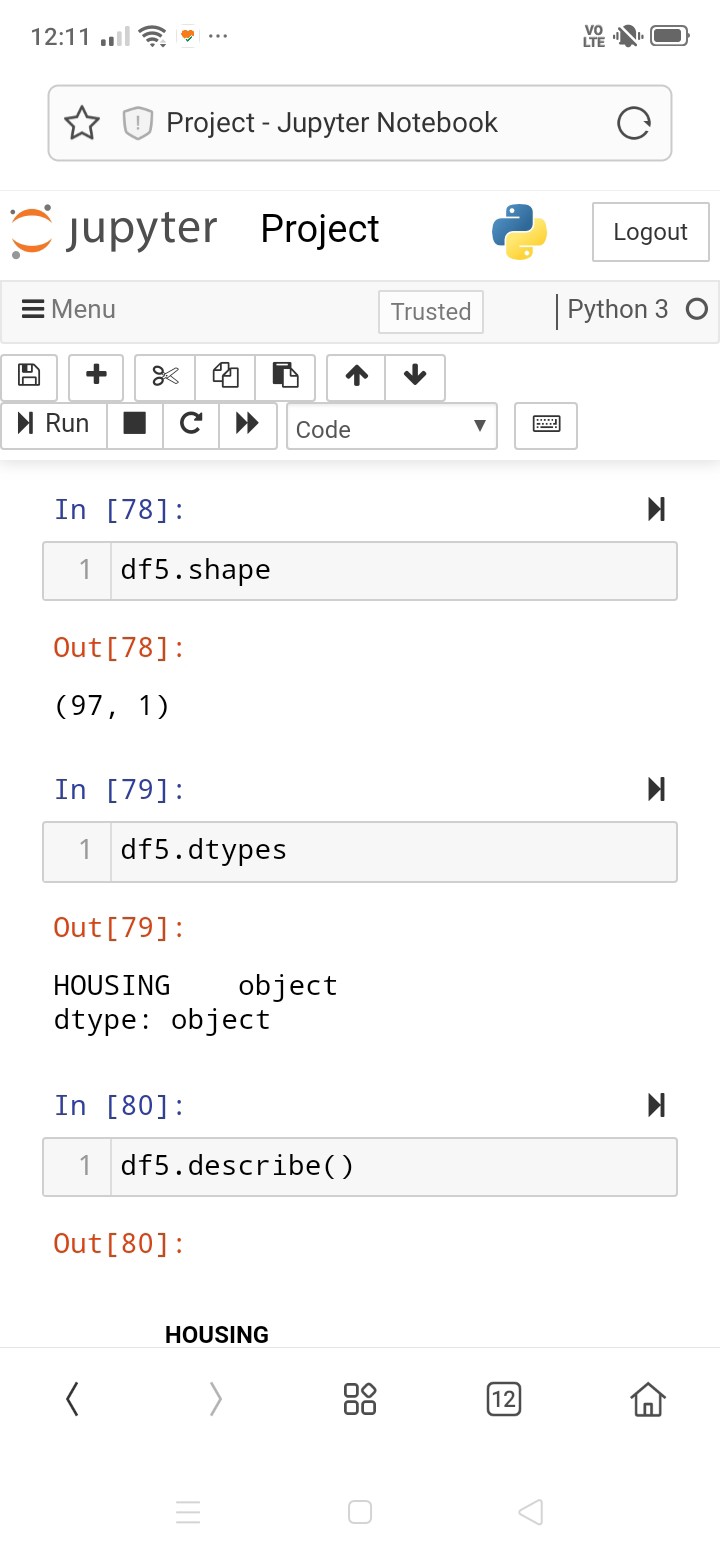 12:11 VO LTE
Project - Jupyter Notebook
jupyter Project Logout
Menu Trusted Python 3
Run Code
In [78]:
1 df5.shape
Out[78]:
(97, 1)
In [79]:
1 df5.dtypes
Out[79]:
HOUSING    object
dtype: object
In [80]:
1 df5.describe()
Out[80]:
HOUSING
12